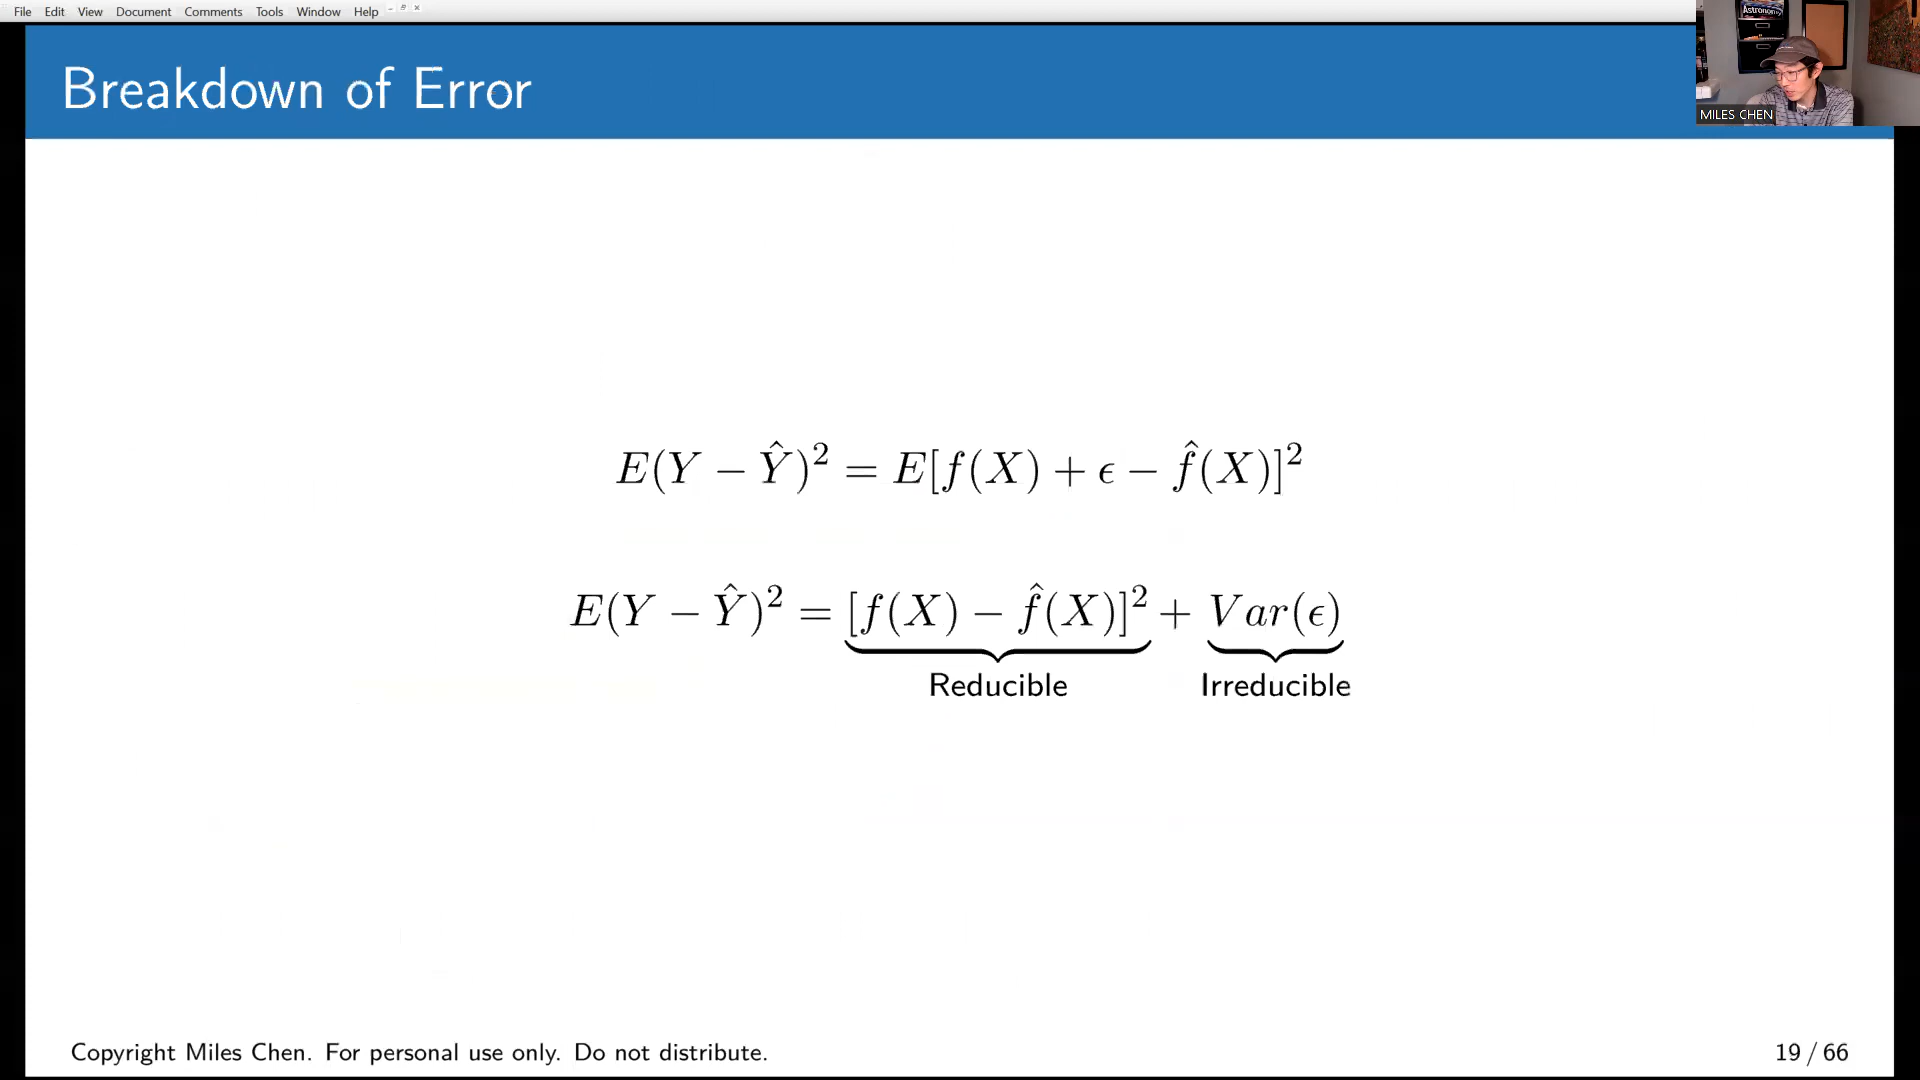 File Edit View Document Comments Tools Window Help
Astronomy
MILES CHEN
Breakdown of Error
E(Y − Ŷ)² = E[f(X) + ϵ − f̂(X)]²
E(Y − Ŷ)² = [f(X) − f̂(X)]² + Var(ϵ)
Reducible Irreducible
Copyright Miles Chen. For personal use only. Do not distribute.
19 / 66